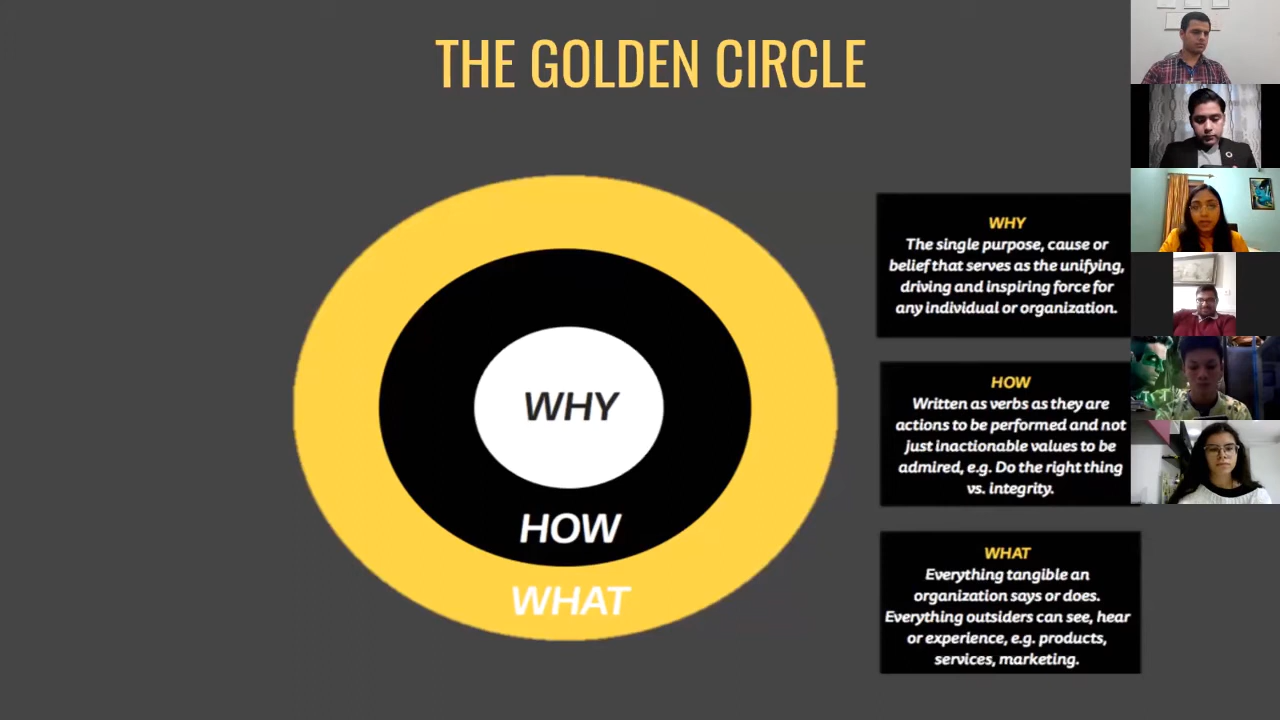 THE GOLDEN CIRCLE
WHY
HOW
WHAT
WHY
The single purpose, cause or
belief that serves as the unifying,
driving and inspiring force for
any individual or organization.
HOW
Written as verbs as they are
actions to be performed and not
just inactionable values to be
admired, e.g. Do the right thing
vs. integrity.
WHAT
Everything tangible an
organization says or does.
Everything outsiders can see, hear
or experience, e.g. products,
services, marketing.